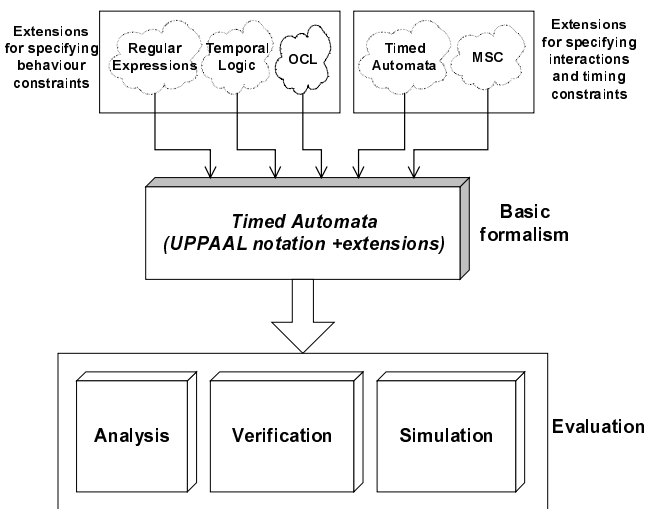 Extensions
for specifying
behaviour
constraints
Regular
Expressions
Temporal
Logic
OCL
Timed
Automata
MSC
Extensions
for specifying
interactions
and timing
constraints
Timed Automata
(UPPAAL notation +extensions)
Basic
formalism
Analysis
Verification
Simulation
Evaluation